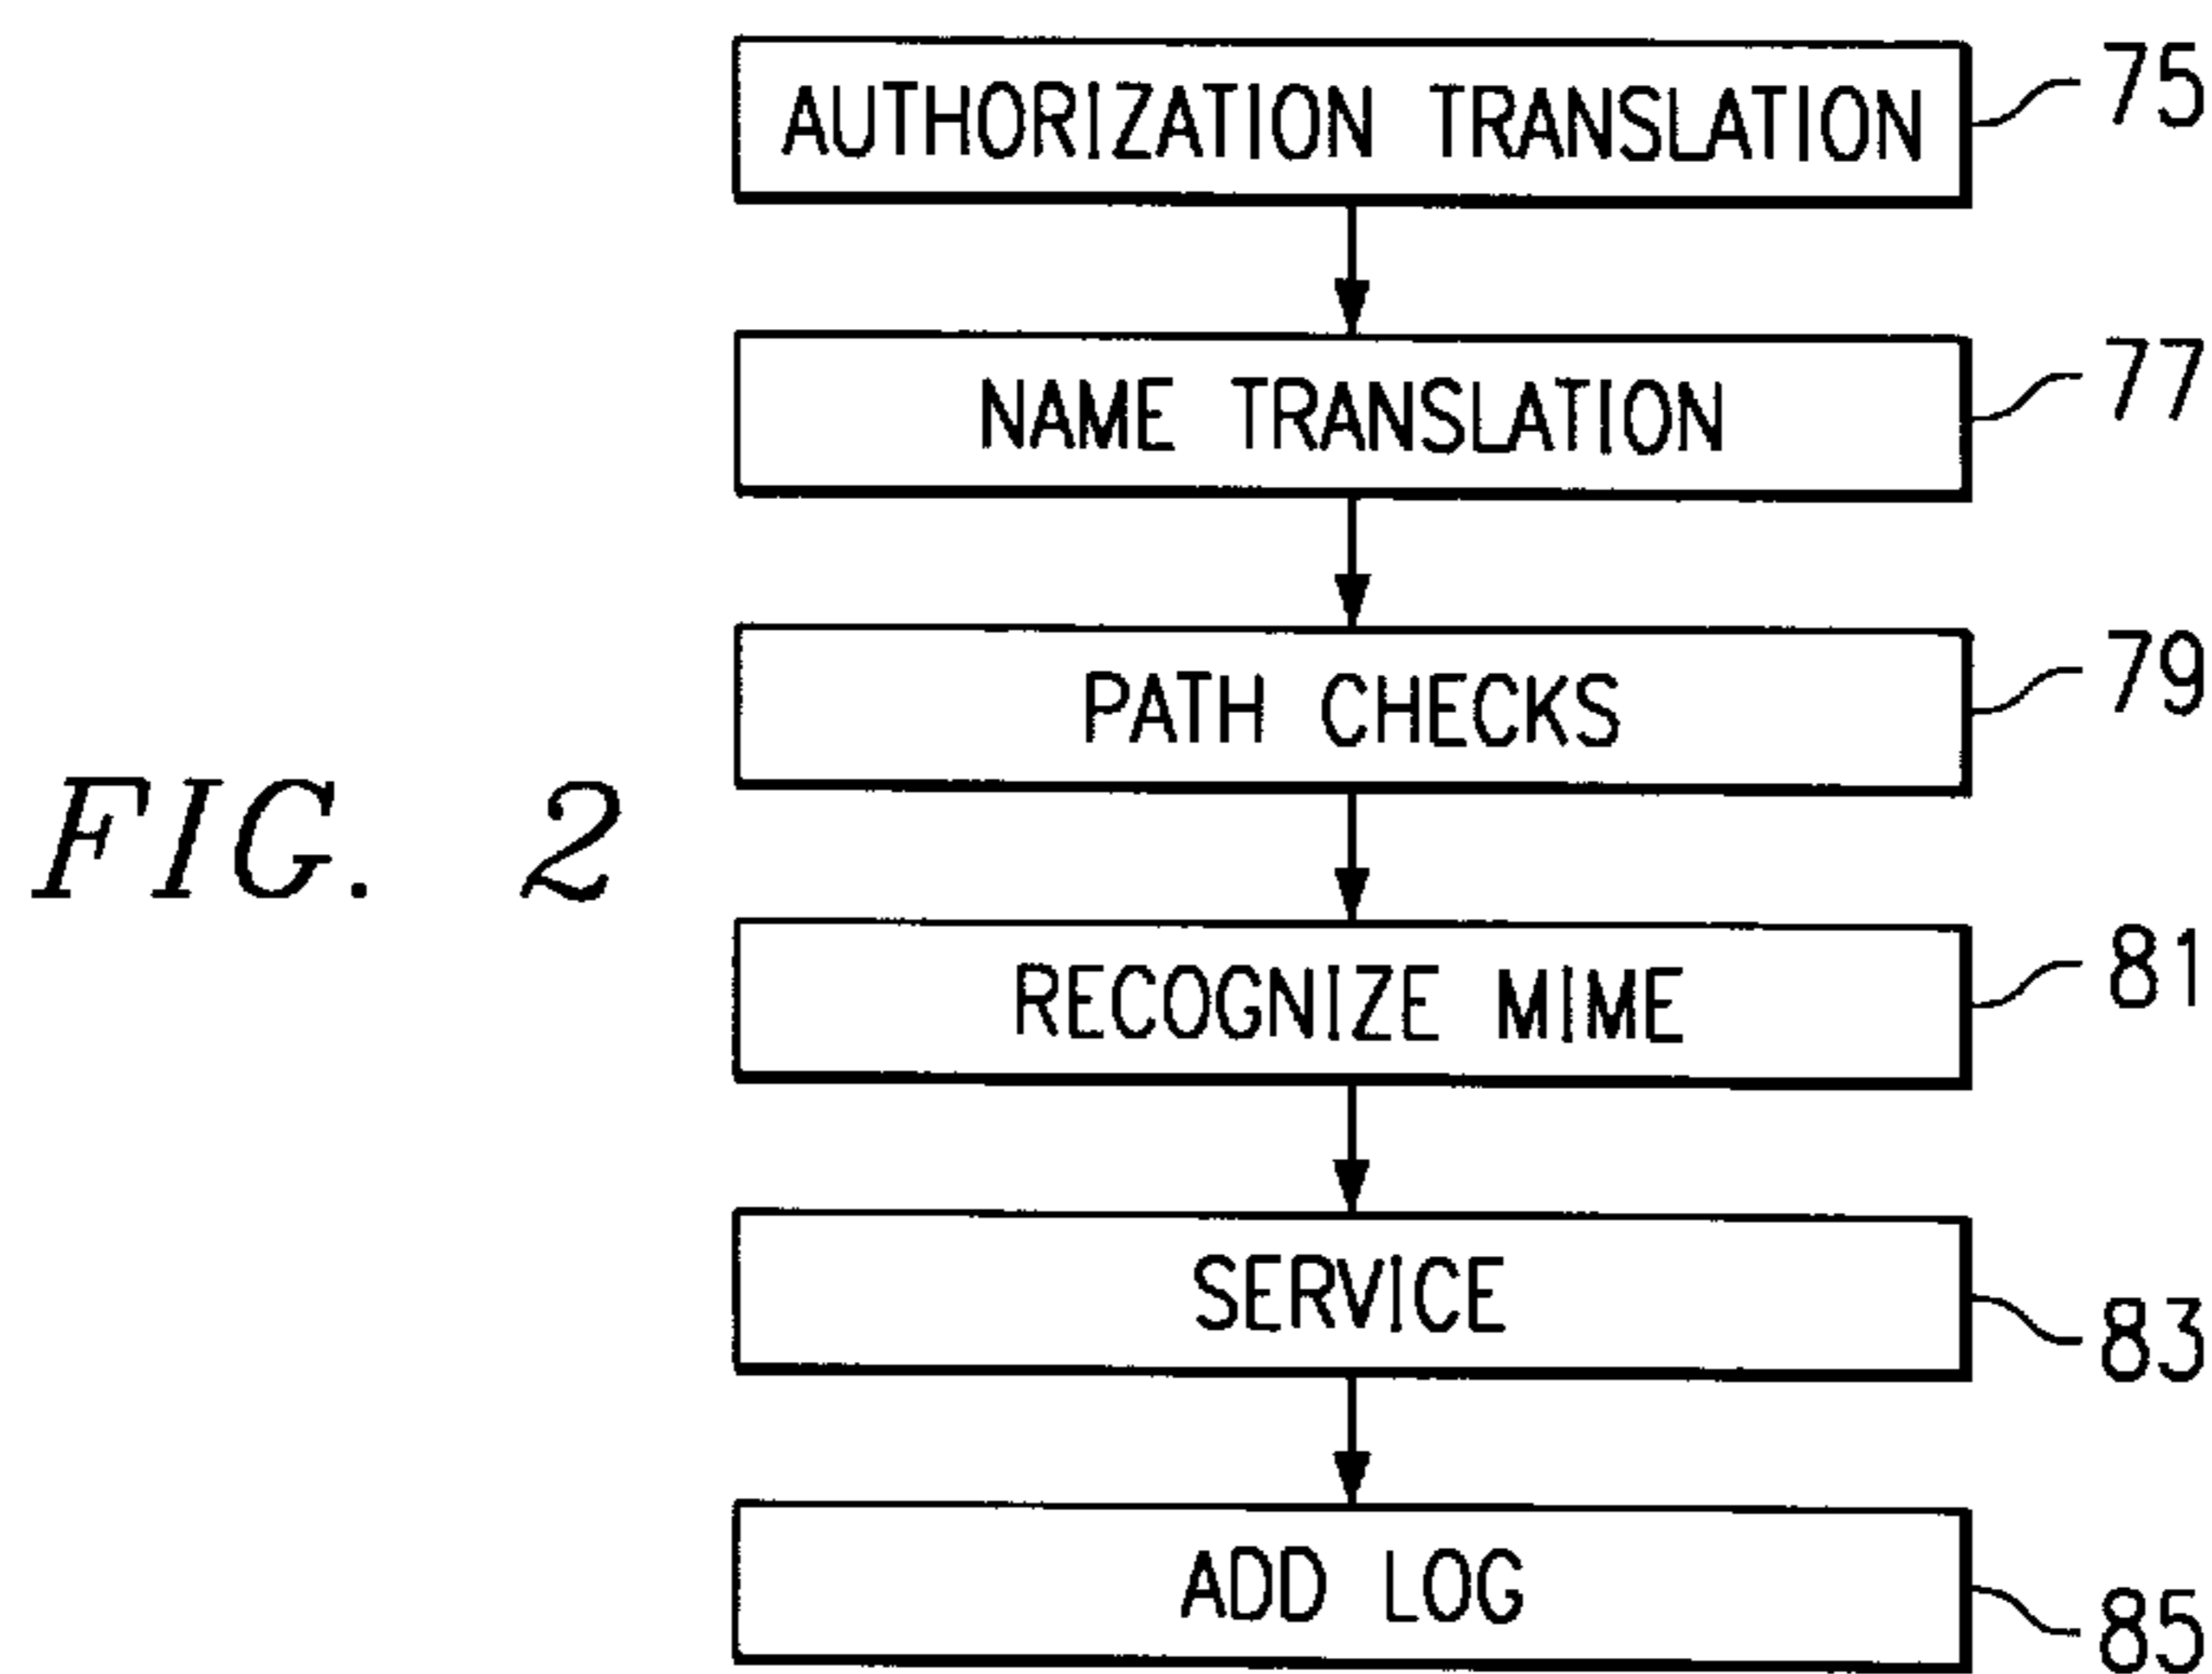 AUTHORIZATION TRANSLATION 75
NAME TRANSLATION 77
PATH CHECKS 79
FIG. 2
RECOGNIZE MIME 81
SERVICE 83
ADD LOG 85